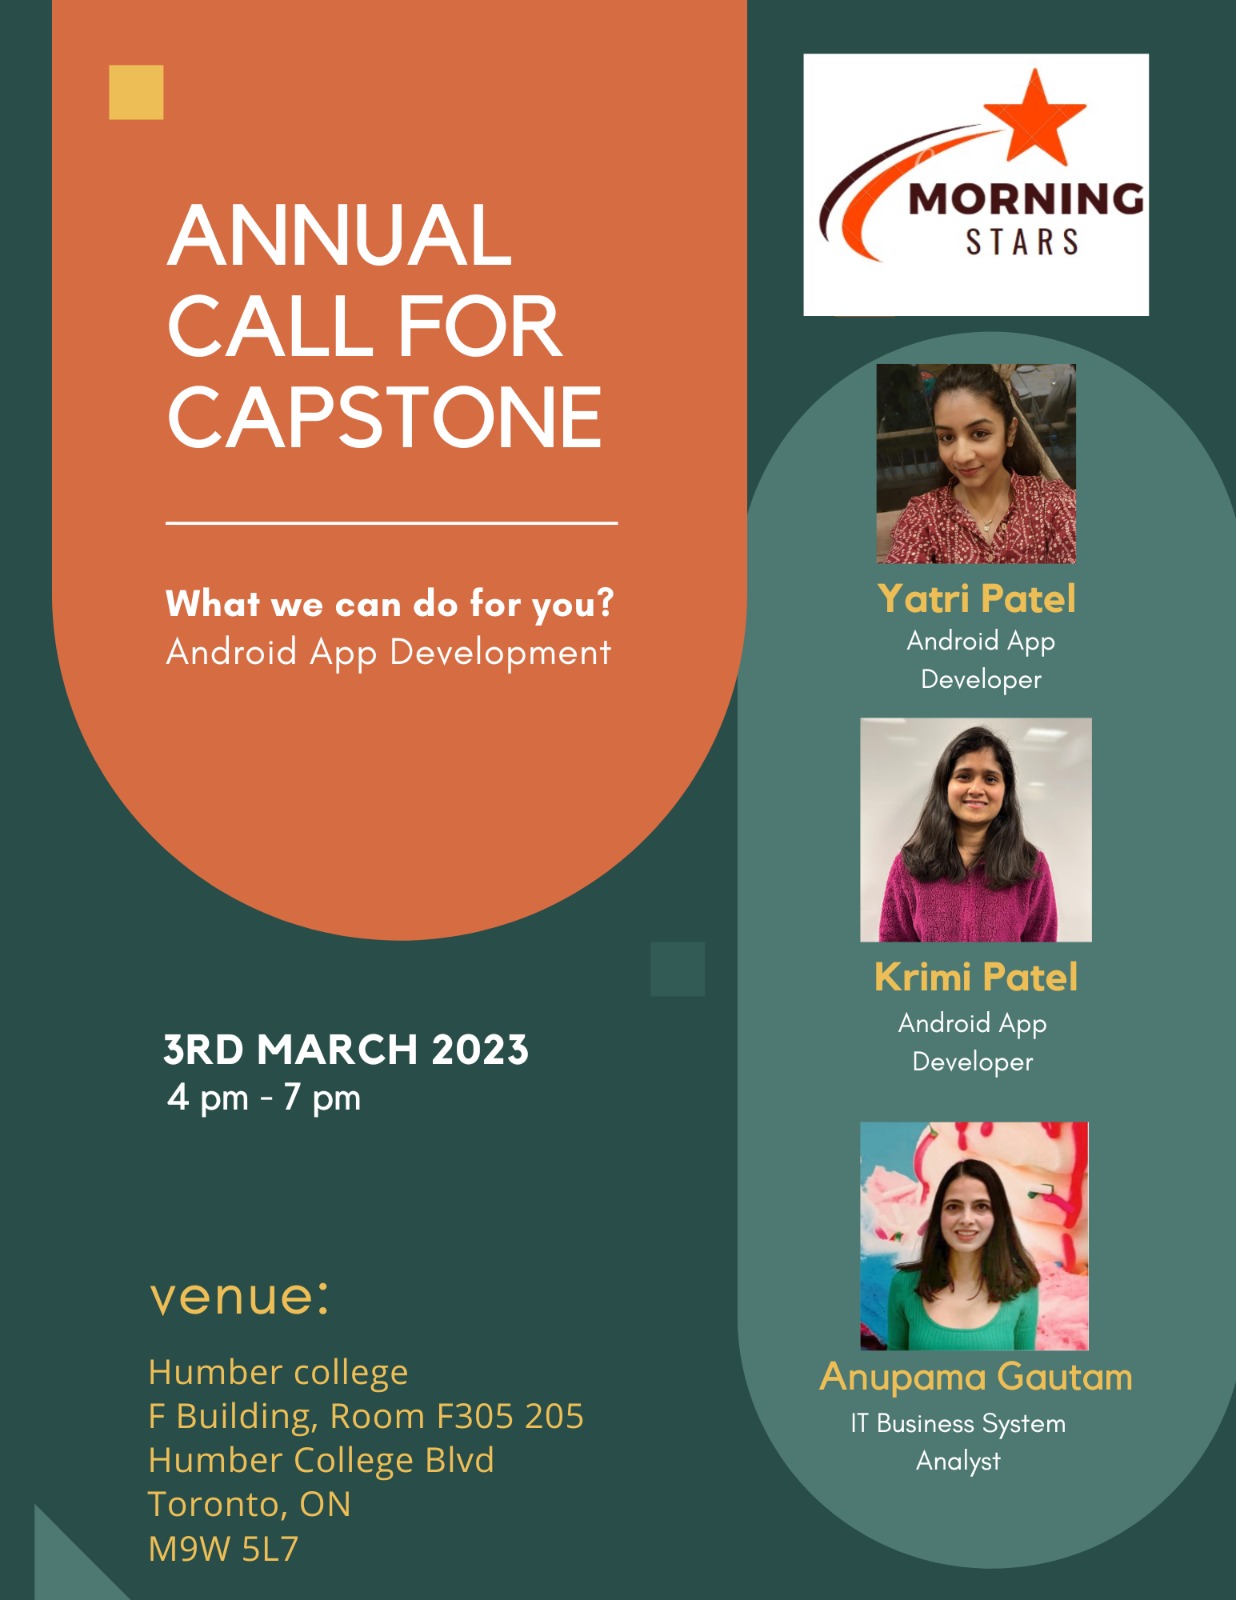 ANNUAL
CALL FOR
CAPSTONE
What we can do for you?
Android App Development
3RD MARCH 2023
4 pm - 7 pm
venue:
Humber college
F Building, Room F305 205
Humber College Blvd
Toronto, ON
M9W 5L7
MORNING
STARS
Yatri Patel
Android App
Developer
Krimi Patel
Android App
Developer
Anupama Gautam
IT Business System
Analyst